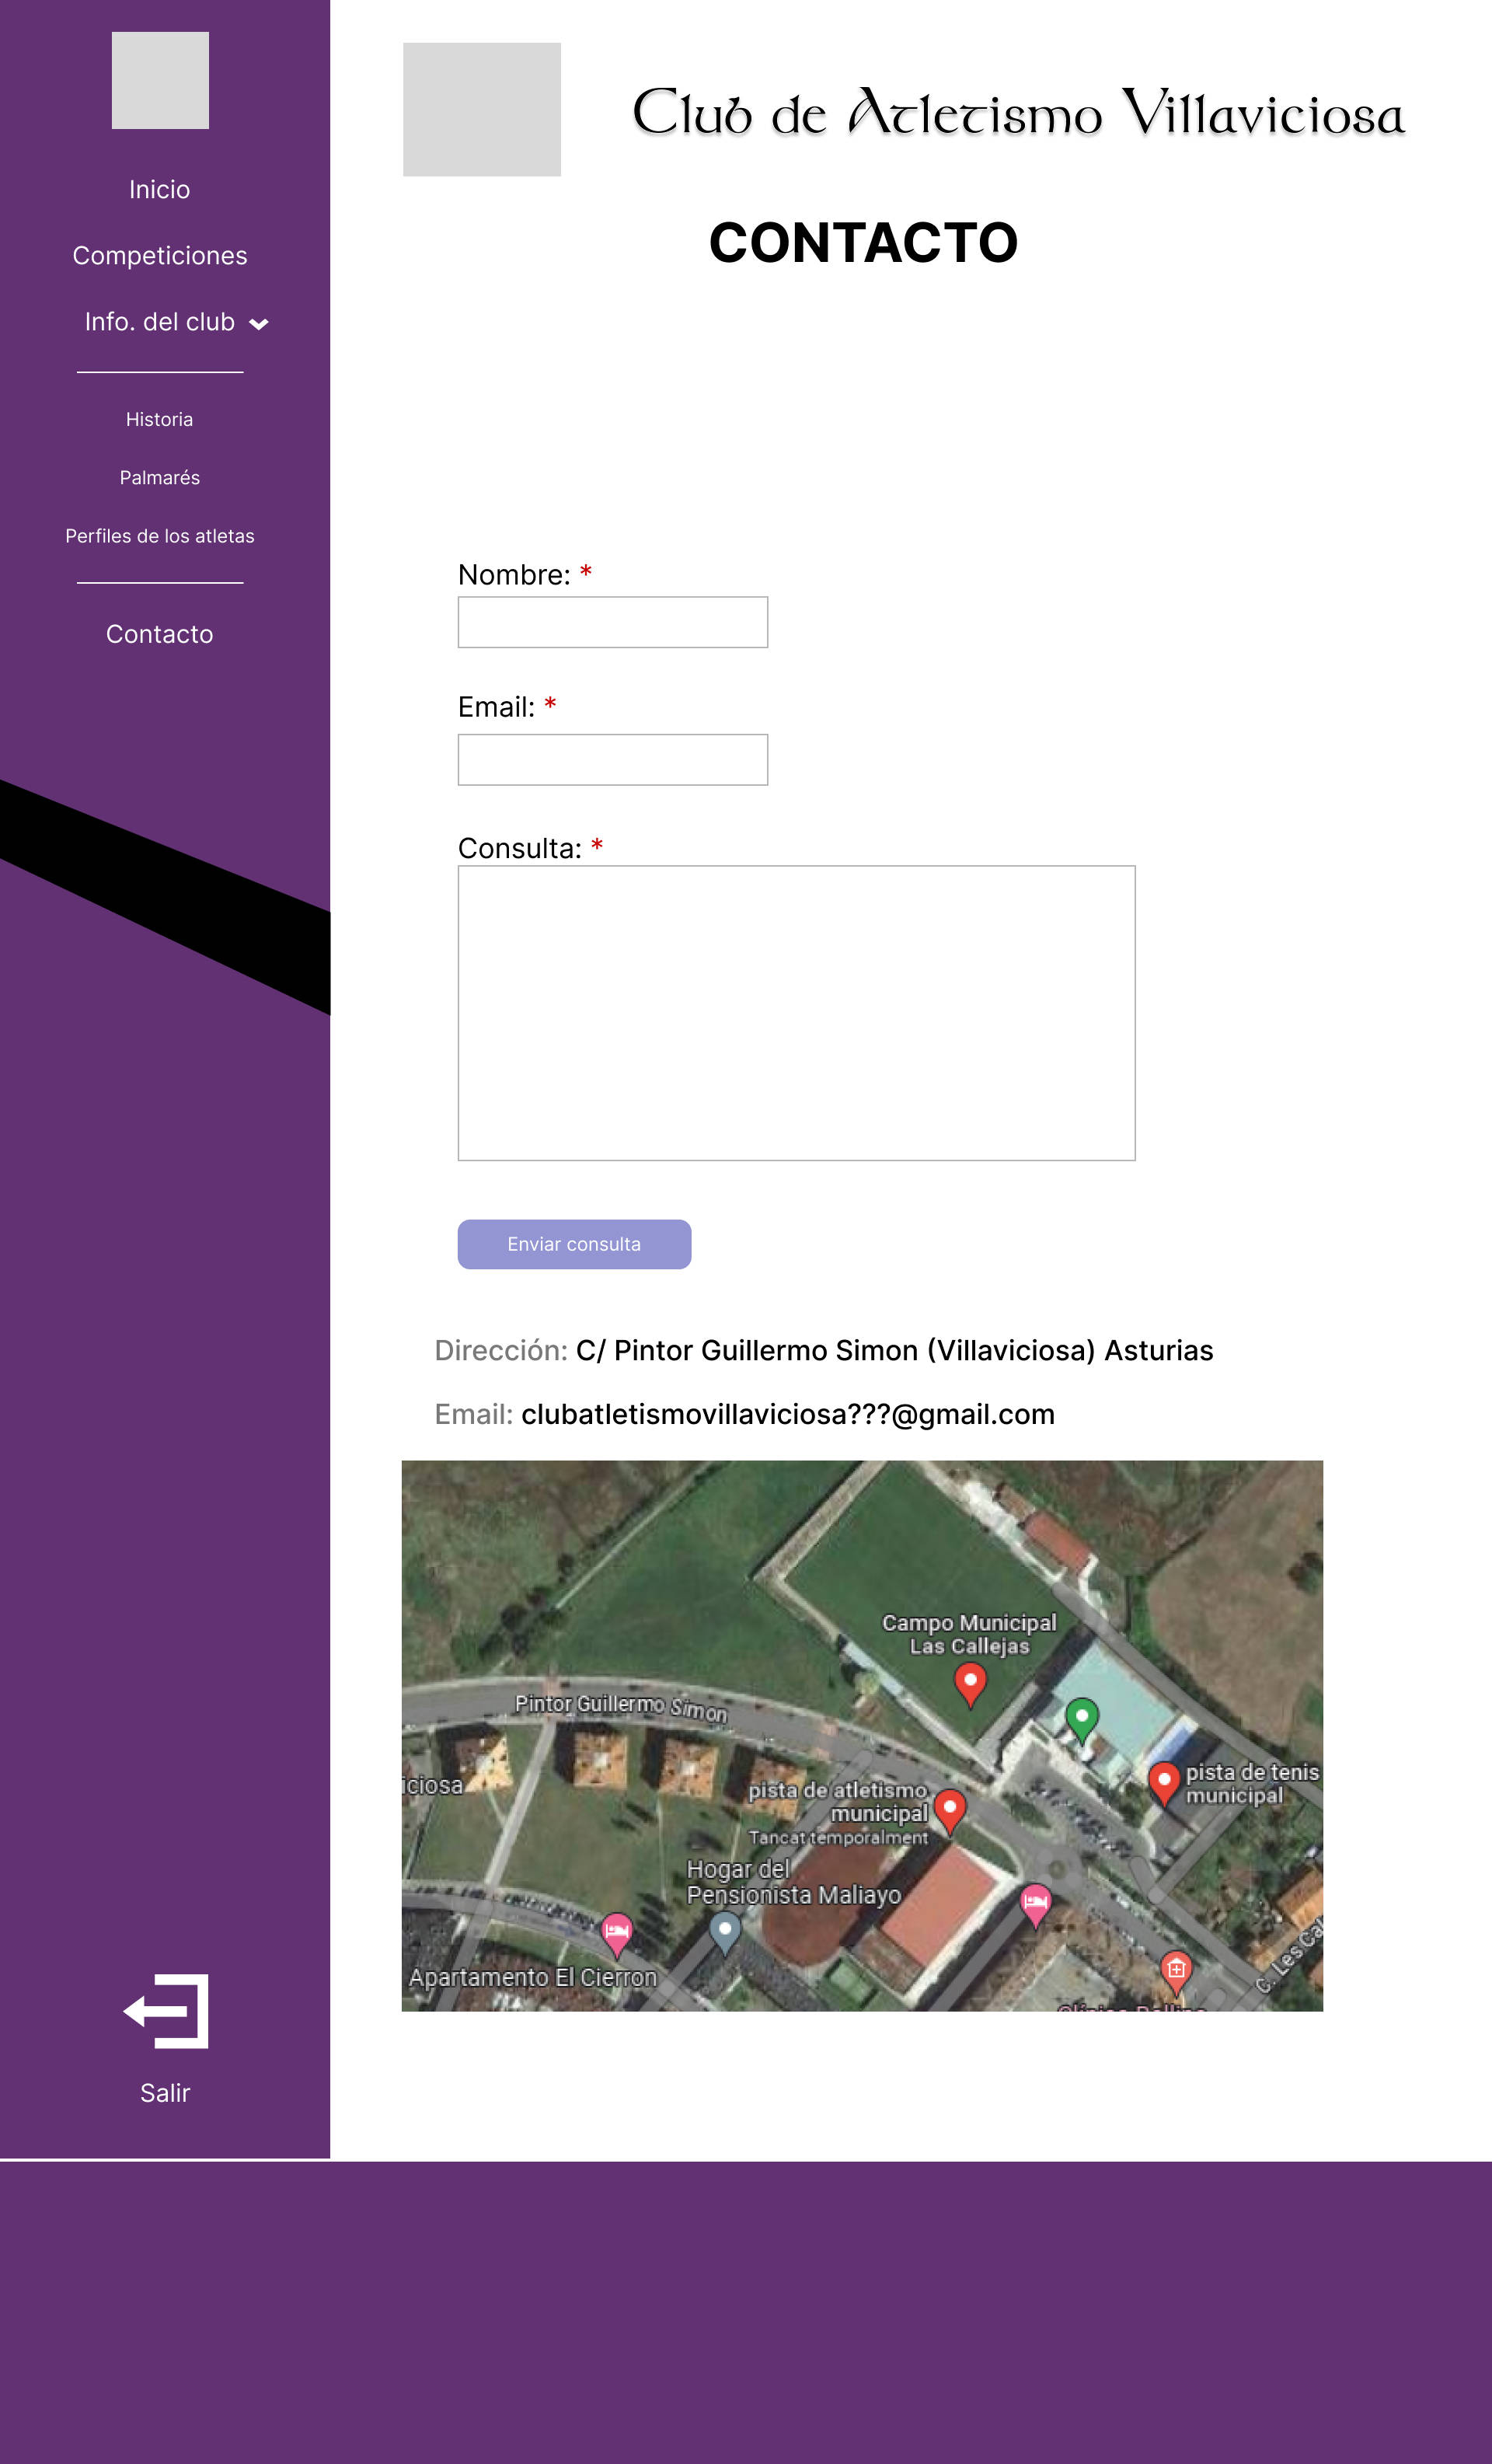 Inicio
Competiciones
Info. del club
Historia
Palmarés
Perfiles de los atletas
Contacto
Salir
Club de Atletismo Villaviciosa
CONTACTO
Nombre: *
Email: *
Consulta: *
Enviar consulta
Dirección: C/ Pintor Guillermo Simon (Villaviciosa) Asturias
Email: clubatletismovillaviciosa???@gmail.com
Campo Municipal
Las Callejas
Pintor Guillermo Simon
iciosa
pista de tenis
municipal
pista de atletismo
municipal
Tancat temporalment
Hogar del
Pensionista Maliayo
Apartamento El Cierron
C. Les Cal